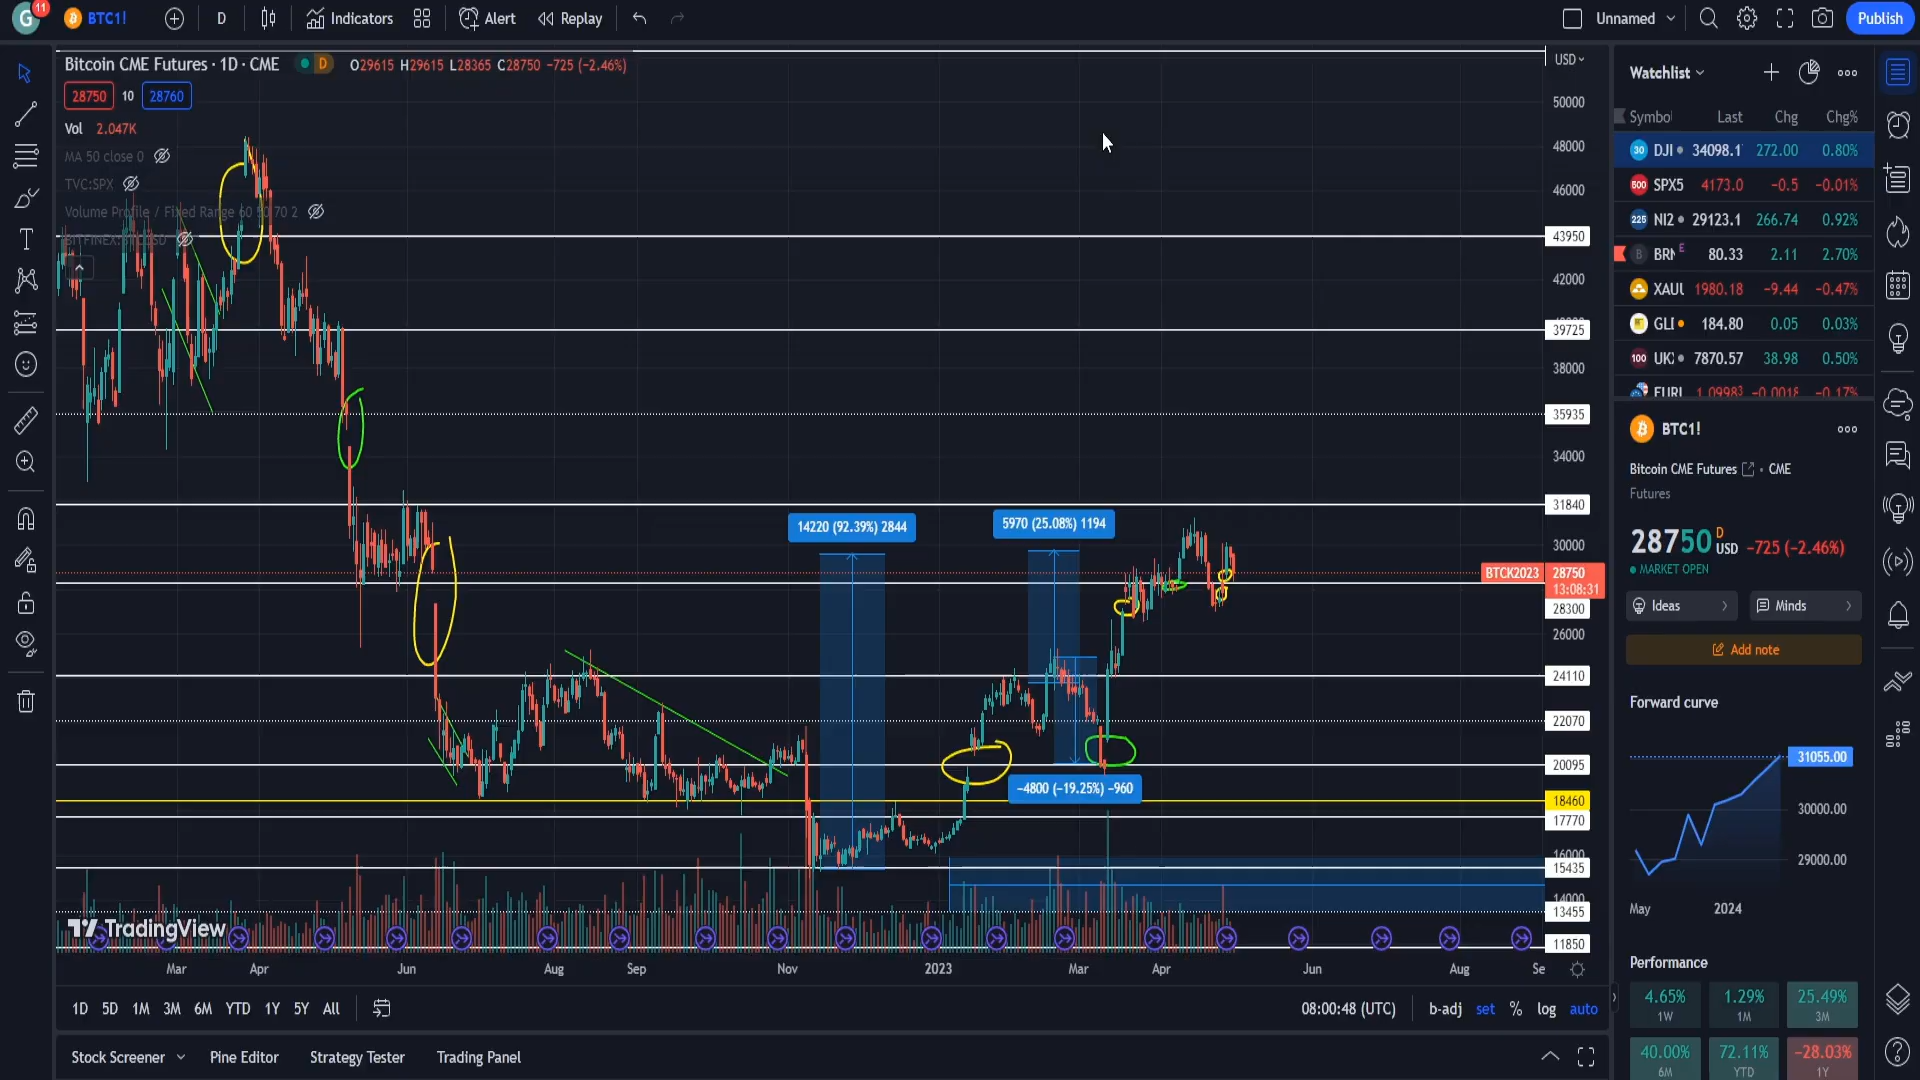 G 11 BTC1! D Indicators Alert Replay Unnamed Publish
Bitcoin CME Futures · 1D · CME D O29615 H29615 L28365 C28750 −725 (−2.46%)
28750 10 28760
Vol 2.047K
MA 50 close 0
TVC:SPX
Volume Profile / Fixed Range
USD
50000
48000
46000
43950
42000
39725
38000
35935
34000
31840
30000
BTCK2023 28750
13:08:31
28300
26000
24110
22070
20095
18460
17770
16000
15435
14000
13455
11850
14220 (92.39%) 2844
5970 (25.08%) 1194
−4800 (−19.25%) −960
TradingView
Mar Apr Jun Aug Sep Nov 2023 Mar Apr Jun Aug Se
1D 5D 1M 3M 6M YTD 1Y 5Y All
08:00:48 (UTC) b-adj set % log auto
Stock Screener Pine Editor Strategy Tester Trading Panel
Watchlist
Symbol Last Chg Chg%
30 DJI 34098.1 272.00 0.80%
500 SPX5 4173.0 −0.5 −0.01%
225 NI2 29123.1 266.74 0.92%
B BRN E 80.33 2.11 2.70%
XAUU 1980.18 −9.44 −0.47%
GLD 184.80 0.05 0.03%
100 UKX 7870.57 38.98 0.50%
EURU 1.09983 −0.0018 −0.17%
BTC1!
Bitcoin CME Futures · CME
Futures
28750 D USD −725 (−2.46%)
MARKET OPEN
Ideas Minds
Add note
Forward curve
31055.00
30000.00
29000.00
May 2024
Performance
4.65% 1.29% 25.49%
1W 1M 3M
40.00% 72.11% −28.03%
6M YTD 1Y